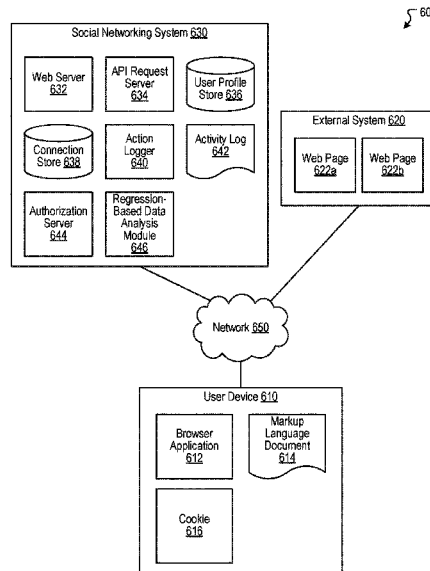 60
Social Networking System 630
Web Server
632
API Request
Server
634
User Profile
Store 636
Connection
Store 638
Action
Logger
640
Activity Log
642
Authorization
Server
644
Regression-
Based Data
Analysis
Module
646
External System 620
Web Page
622a
Web Page
622b
Network 650
User Device 610
Browser
Application
612
Markup
Language
Document
614
Cookie
616